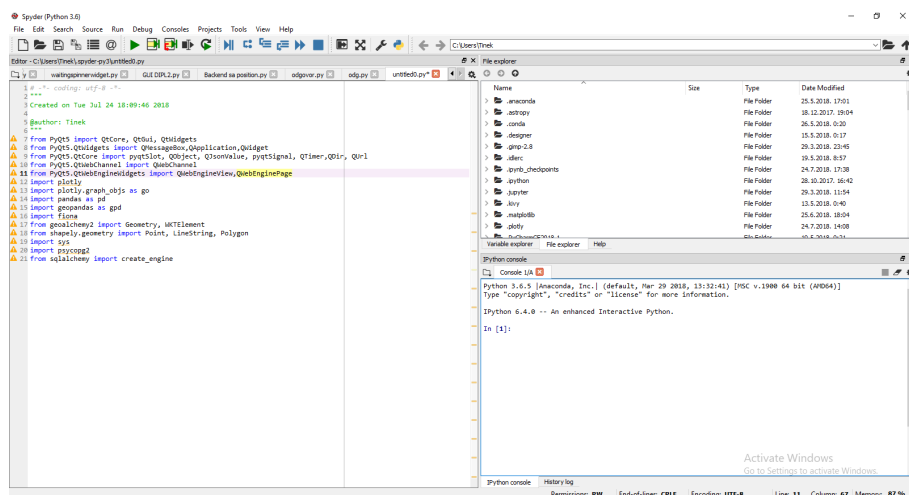 Spyder (Python 3.6)
File Edit Search Source Run Debug Consoles Projects Tools View Help
C:\Users\Tinek
Editor - C:\Users\Tinek\.spyder-py3\untitled0.py
y waitingspinnerwidget.py GUI DIPL2.py Backend sa position.py odgovor.py odg.py untitled0.py*
1 # -*- coding: utf-8 -*-
2 """
3 Created on Tue Jul 24 18:09:46 2018
4
5 @author: Tinek
6 """
7 from PyQt5 import QtCore, QtGui, QtWidgets
8 from PyQt5.QtWidgets import QMessageBox,QApplication,QWidget
9 from PyQt5.QtCore import pyqtSlot, QObject, QJsonValue, pyqtSignal, QTimer,QDir, QUrl
10 from PyQt5.QtWebChannel import QWebChannel
11 from PyQt5.QtWebEngineWidgets import QWebEngineView,QWebEnginePage
12 import plotly
13 import plotly.graph_objs as go
14 import pandas as pd
15 import geopandas as gpd
16 import fiona
17 from geoalchemy2 import Geometry, WKTElement
18 from shapely.geometry import Point, LineString, Polygon
19 import sys
20 import psycopg2
21 from sqlalchemy import create_engine
File explorer
Name Size Type Date Modified
.anaconda File Folder 25.5.2018. 17:01
.astropy File Folder 18.12.2017. 19:04
.conda File Folder 26.5.2018. 0:20
.designer File Folder 15.5.2018. 0:17
.gimp-2.8 File Folder 29.3.2018. 23:45
.idlerc File Folder 19.5.2018. 8:57
.ipynb_checkpoints File Folder 24.7.2018. 17:38
.ipython File Folder 28.10.2017. 16:42
.jupyter File Folder 29.3.2018. 11:54
.kivy File Folder 13.5.2018. 0:40
.matplotlib File Folder 25.6.2018. 18:04
.plotly File Folder 24.7.2018. 14:08
.PyCharmCE2018.1 File Folder 19.5.2018. 0:21
Variable explorer File explorer Help
IPython console
Console 1/A
Python 3.6.5 |Anaconda, Inc.| (default, Mar 29 2018, 13:32:41) [MSC v.1900 64 bit (AMD64)]
Type "copyright", "credits" or "license" for more information.
IPython 6.4.0 -- An enhanced Interactive Python.
In [1]:
Activate Windows
Go to Settings to activate Windows.
IPython console History log
Permissions: RW End-of-lines: CRLF Encoding: UTF-8 Line: 11 Column: 67 Memory: 87 %